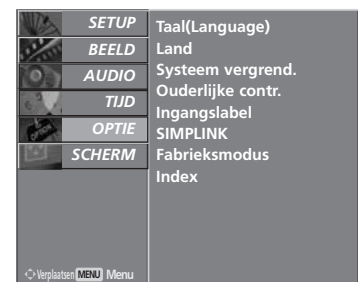 SETUP
BEELD
AUDIO
TIJD
OPTIE
SCHERM
Taal(Language)
Land
Systeem vergrend.
Ouderlijke contr.
Ingangslabel
SIMPLINK
Fabrieksmodus
Index
Verplaatsen MENU Menu